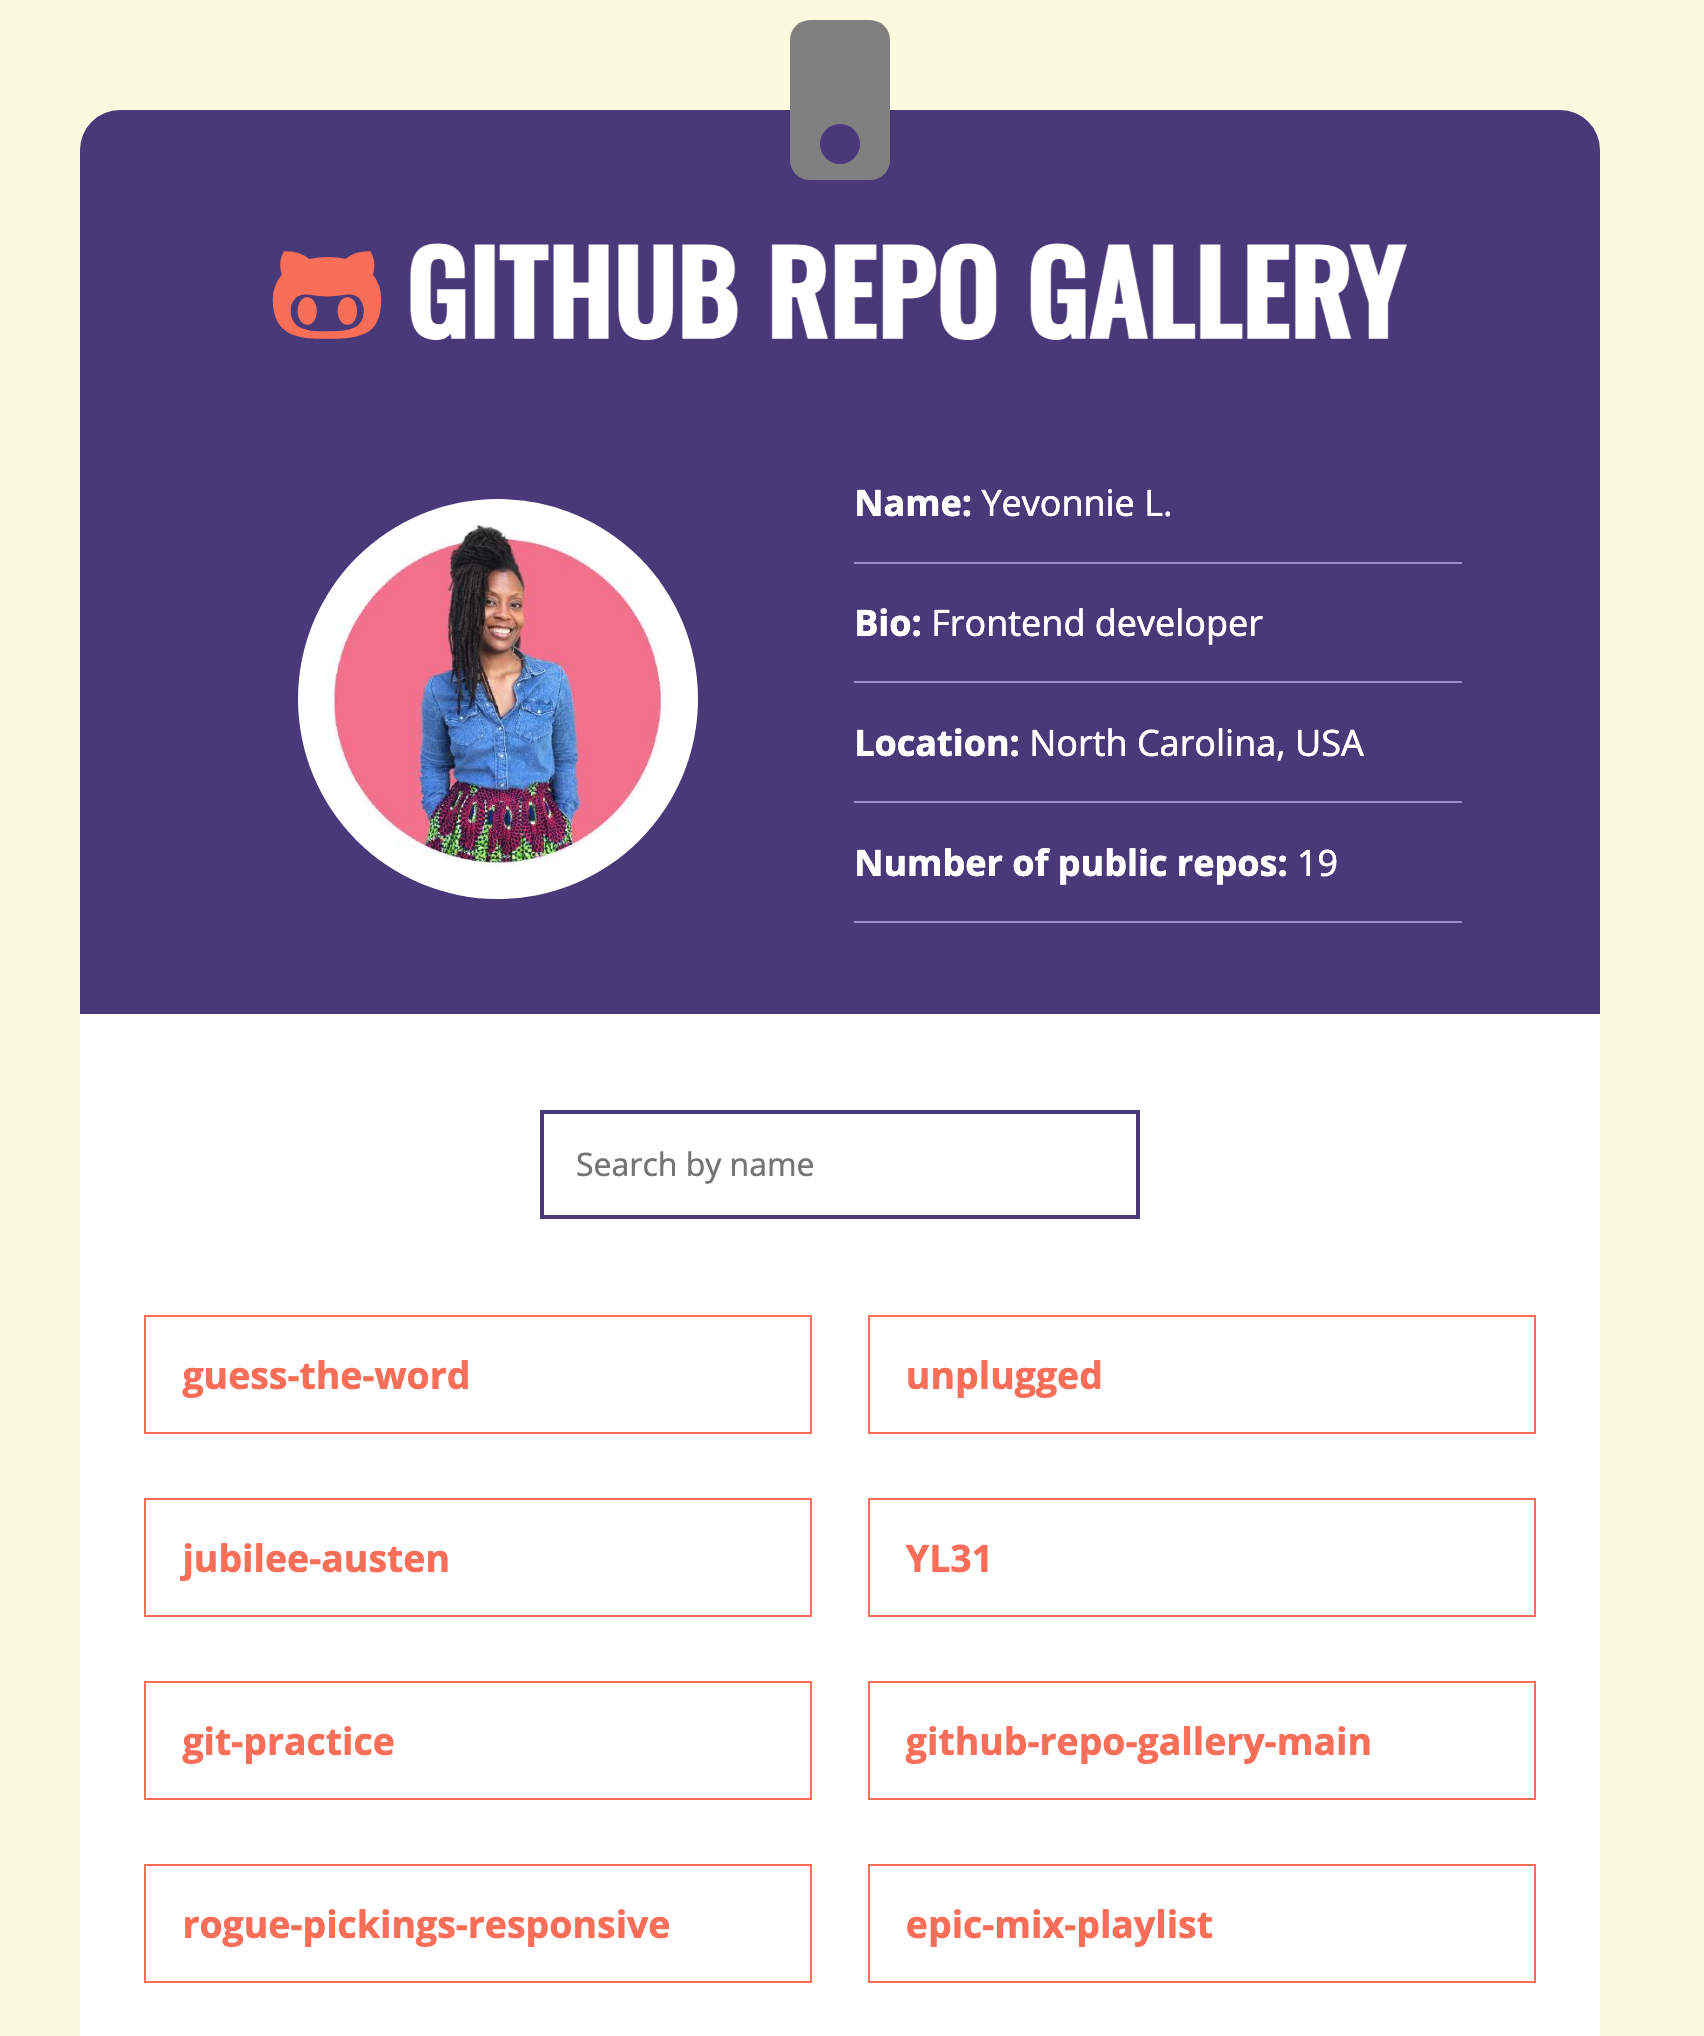 GITHUB REPO GALLERY
Name: Yevonnie L.
Bio: Frontend developer
Location: North Carolina, USA
Number of public repos: 19
Search by name
guess-the-word
unplugged
jubilee-austen
YL31
git-practice
github-repo-gallery-main
rogue-pickings-responsive
epic-mix-playlist